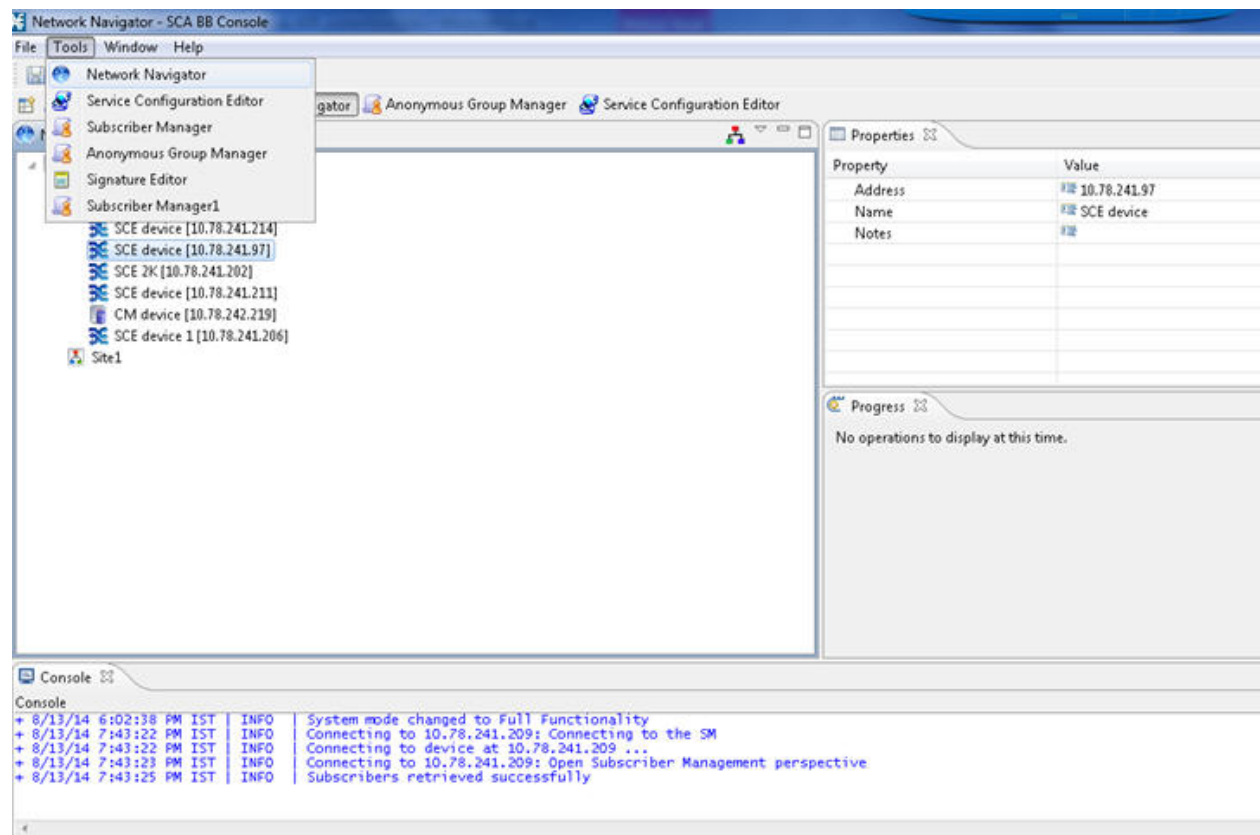 Network Navigator - SCA BB Console
File Tools Window Help
Network Navigator
Service Configuration Editor
Subscriber Manager
Anonymous Group Manager
Signature Editor
Subscriber Manager1
gator Anonymous Group Manager Service Configuration Editor
N
SCE device [10.78.241.214]
SCE device [10.78.241.97]
SCE 2K [10.78.241.202]
SCE device [10.78.241.211]
CM device [10.78.242.219]
SCE device 1 [10.78.241.206]
Site1
Properties
Property Value
Address 10.78.241.97
Name SCE device
Notes
Progress
No operations to display at this time.
Console
Console
+ 8/13/14 6:02:38 PM IST | INFO | System mode changed to Full Functionality
+ 8/13/14 7:43:22 PM IST | INFO | Connecting to 10.78.241.209: Connecting to the SM
+ 8/13/14 7:43:22 PM IST | INFO | Connecting to device at 10.78.241.209 ...
+ 8/13/14 7:43:23 PM IST | INFO | Connecting to 10.78.241.209: Open Subscriber Management perspective
+ 8/13/14 7:43:25 PM IST | INFO | Subscribers retrieved successfully